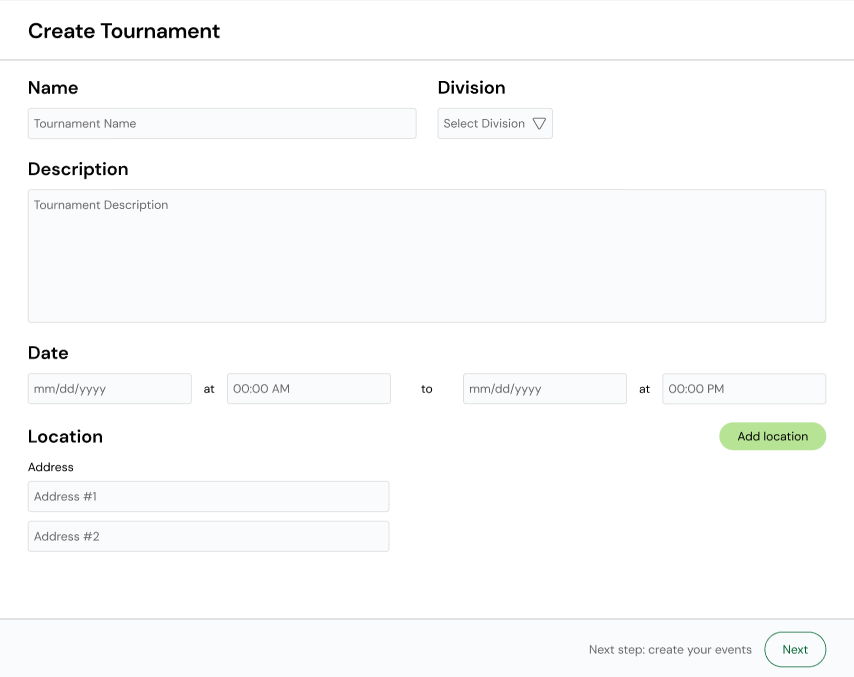 Create Tournament
Name Division
Tournament Name Select Division
Description
Tournament Description
Date
mm/dd/yyyy at 00:00 AM to mm/dd/yyyy at 00:00 PM
Location Add location
Address
Address #1
Address #2
Next step: create your events Next